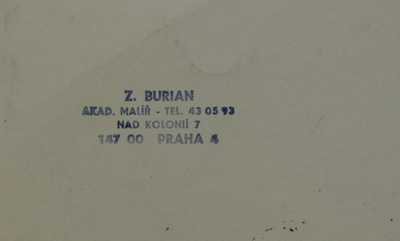 Z. BURIAN
AKAD. MALÍŘ - TEL. 43 05 93
NAD KOLONIÍ 7
147 00 PRAHA 4